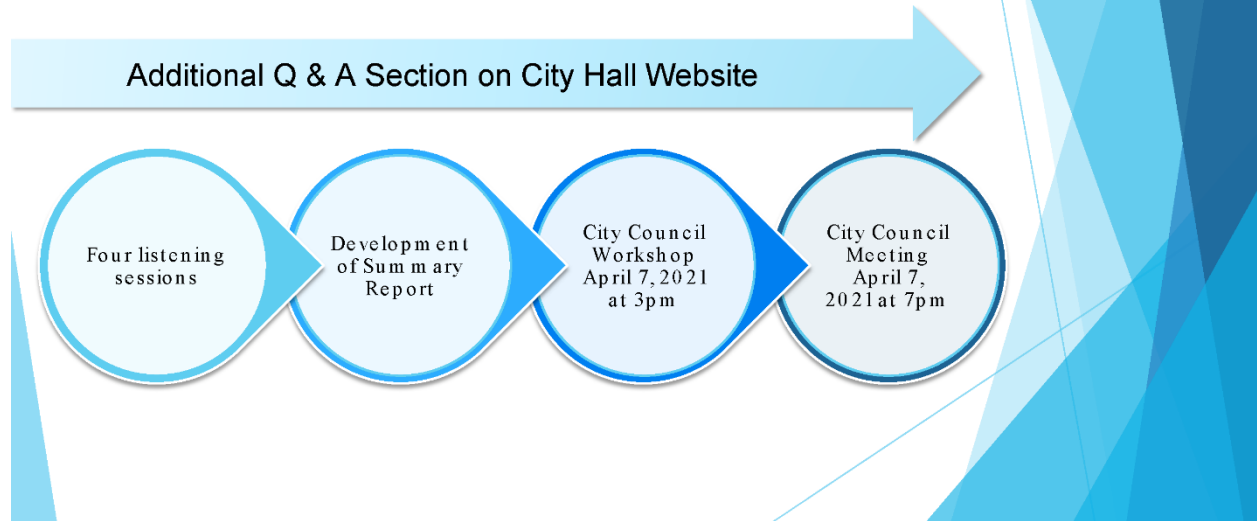 Additional Q & A Section on City Hall Website
Four listening
sessions
Development
of Summary
Report
City Council
Workshop
April 7, 2021
at 3pm
City Council
Meeting
April 7,
2021 at 7pm